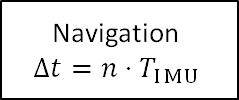 Navigation
Δt = n · T_IMU